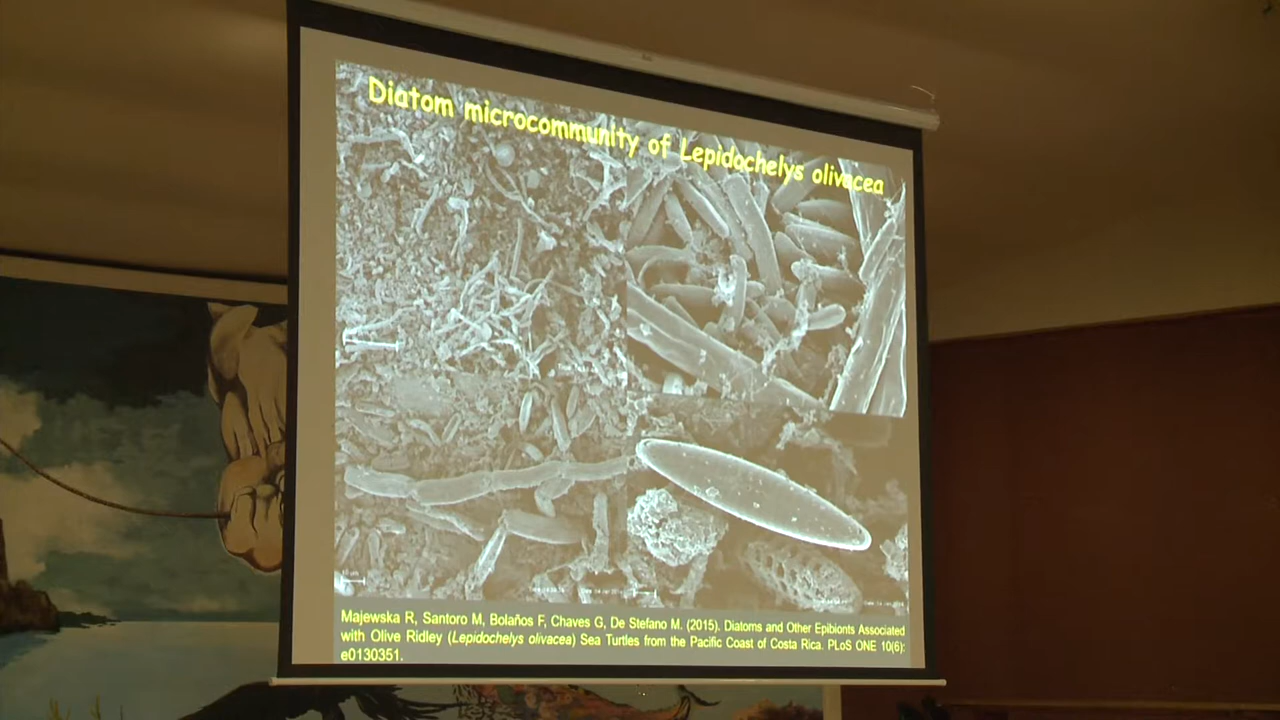 Diatom microcommunity of Lepidochelys olivacea
Majewska R, Santoro M, Bolaños F, Chaves G, De Stefano M. (2015). Diatoms and Other Epibionts Associated
with Olive Ridley (Lepidochelys olivacea) Sea Turtles from the Pacific Coast of Costa Rica. PLoS ONE 10(6):
e0130351.